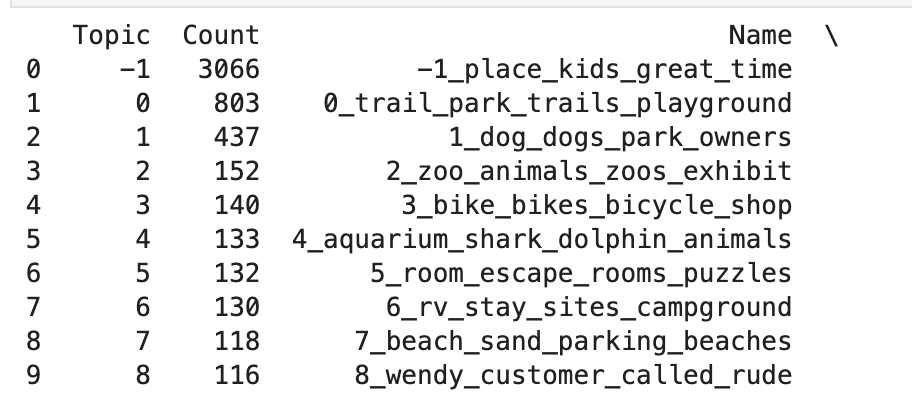 Topic Count Name \
0 -1 3066 -1_place_kids_great_time
1 0 803 0_trail_park_trails_playground
2 1 437 1_dog_dogs_park_owners
3 2 152 2_zoo_animals_zoos_exhibit
4 3 140 3_bike_bikes_bicycle_shop
5 4 133 4_aquarium_shark_dolphin_animals
6 5 132 5_room_escape_rooms_puzzles
7 6 130 6_rv_stay_sites_campground
8 7 118 7_beach_sand_parking_beaches
9 8 116 8_wendy_customer_called_rude